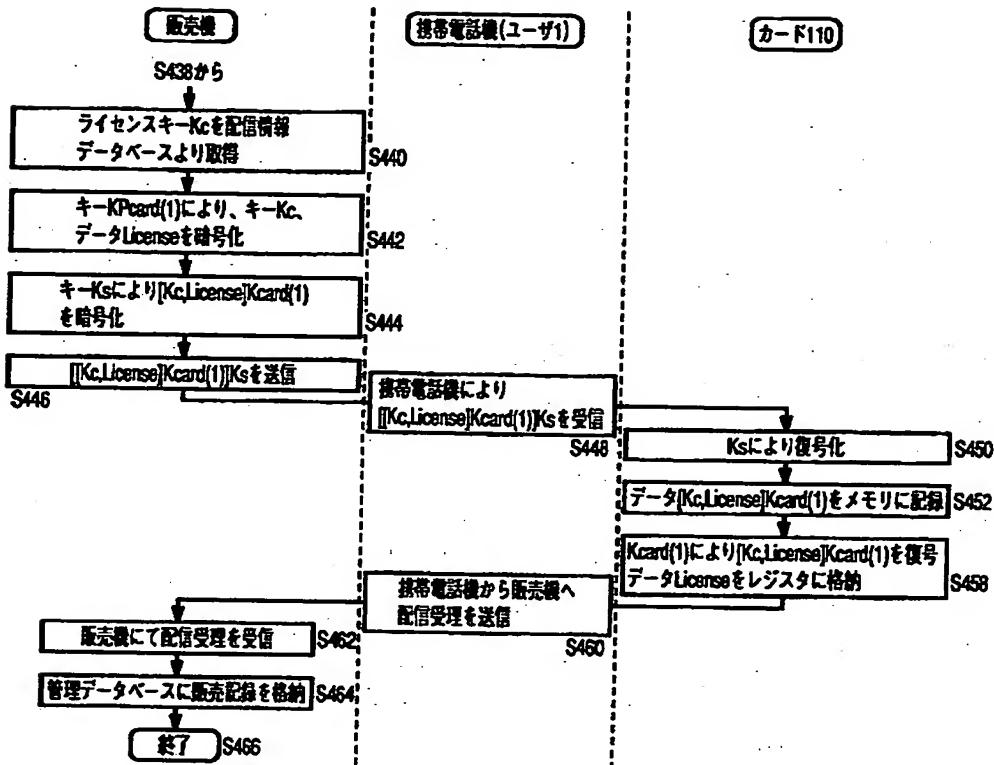 販売機
携帯電話機(ユーザ1)
カード110
S438から
ライセンスキーKcを配信情報
データベースより取得
S440
キーKPcard(1)により、キーKc、
データLicenseを暗号化
S442
キーKsにより[Kc,License]Kcard(1)
を暗号化
S444
[[Kc,License]Kcard(1)]Ksを送信
S446
携帯電話機により
[[Kc,License]Kcard(1)]Ksを受信
S448
Ksにより復号化
S450
データ[Kc,License]Kcard(1)をメモリに記録
S452
Kcard(1)により[Kc,License]Kcard(1)を復号
データLicenseをレジスタに格納
S458
携帯電話機から販売機へ
配信受理を送信
S460
販売機にて配信受理を受信
S462
管理データベースに販売記録を格納
S464
終了
S466